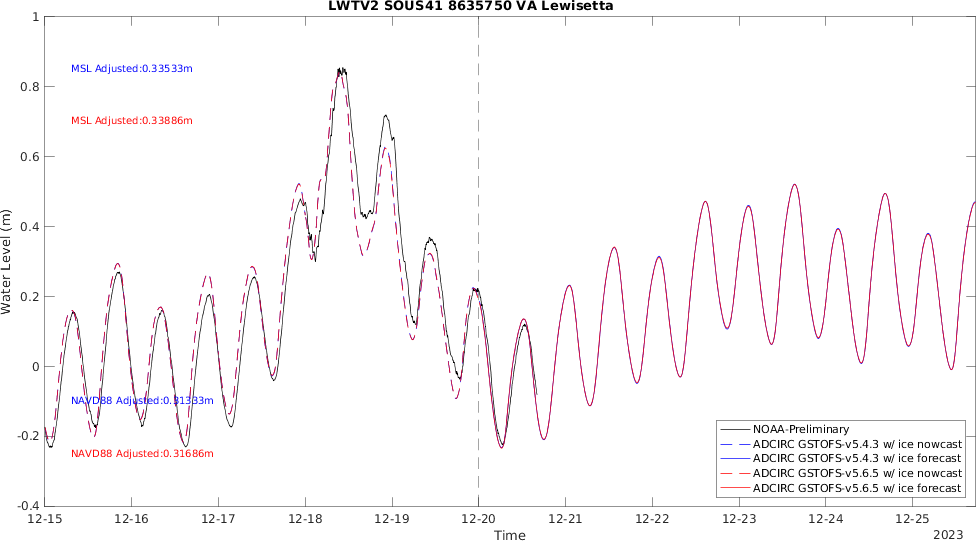 LWTV2 SOUS41 8635750 VA Lewisetta
1
0.8
0.6
0.4
0.2
0
-0.2
-0.4
Water Level (m)
MSL Adjusted:0.33533m
MSL Adjusted:0.33886m
NAVD88 Adjusted:0.31333m
NAVD88 Adjusted:0.31686m
NOAA-Preliminary
ADCIRC GSTOFS-v5.4.3 w/ ice nowcast
ADCIRC GSTOFS-v5.4.3 w/ ice forecast
ADCIRC GSTOFS-v5.6.5 w/ ice nowcast
ADCIRC GSTOFS-v5.6.5 w/ ice forecast
12-15 12-16 12-17 12-18 12-19 12-20 12-21 12-22 12-23 12-24 12-25
Time
2023